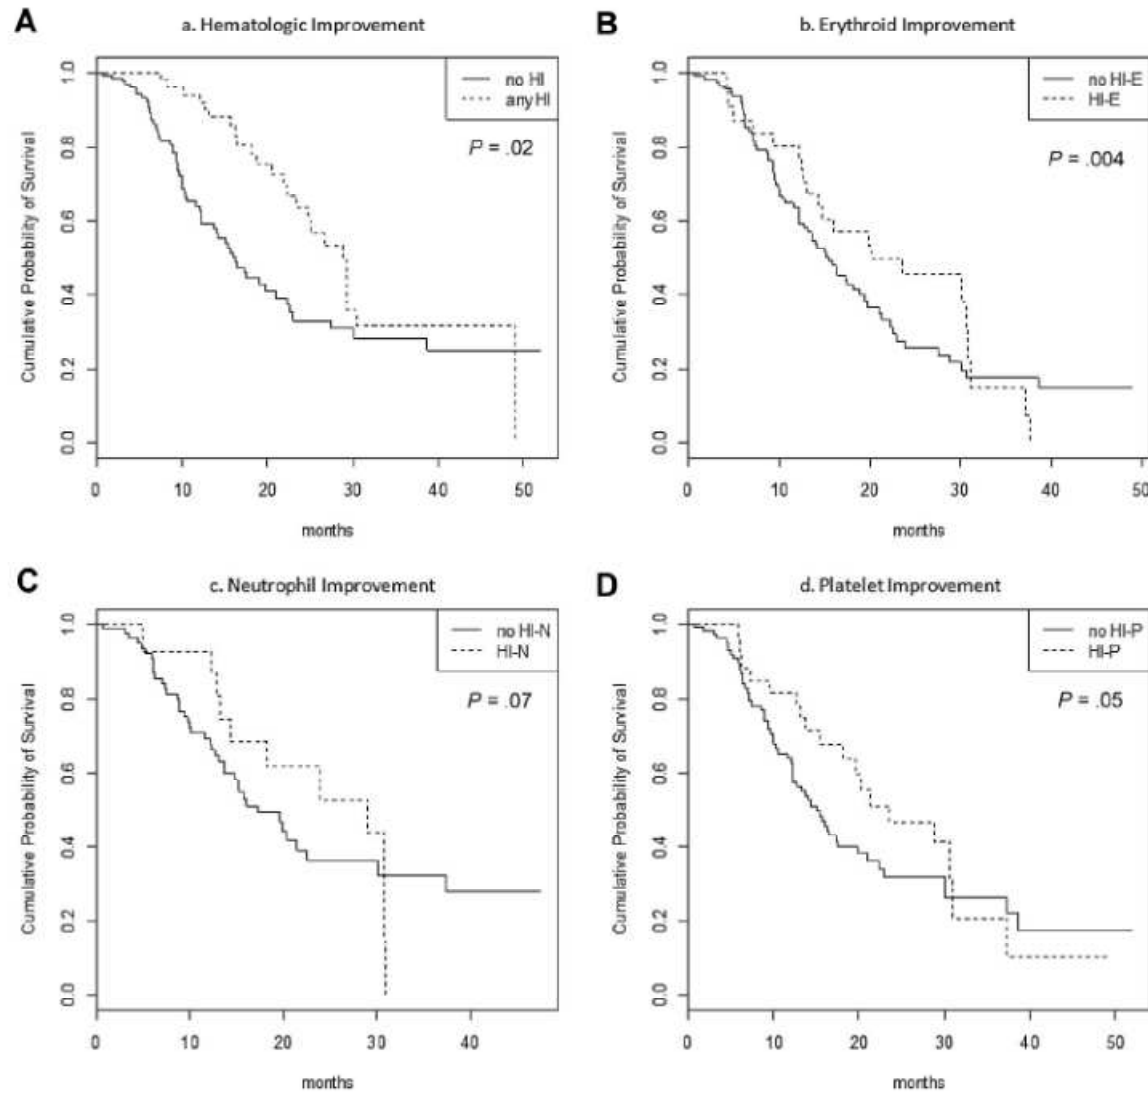 A
a. Hematologic Improvement
Cumulative Probability of Survival
1.0
0.8
0.6
0.4
0.2
0.0
no HI
any HI
P = .02
0 10 20 30 40 50
months
B
b. Erythroid Improvement
Cumulative Probability of Survival
1.0
0.8
0.6
0.4
0.2
0.0
no HI-E
HI-E
P = .004
0 10 20 30 40 50
months
C
c. Neutrophil Improvement
Cumulative Probability of Survival
1.0
0.8
0.6
0.4
0.2
0.0
no HI-N
HI-N
P = .07
0 10 20 30 40
months
D
d. Platelet Improvement
Cumulative Probability of Survival
1.0
0.8
0.6
0.4
0.2
0.0
no HI-P
HI-P
P = .05
0 10 20 30 40 50
months